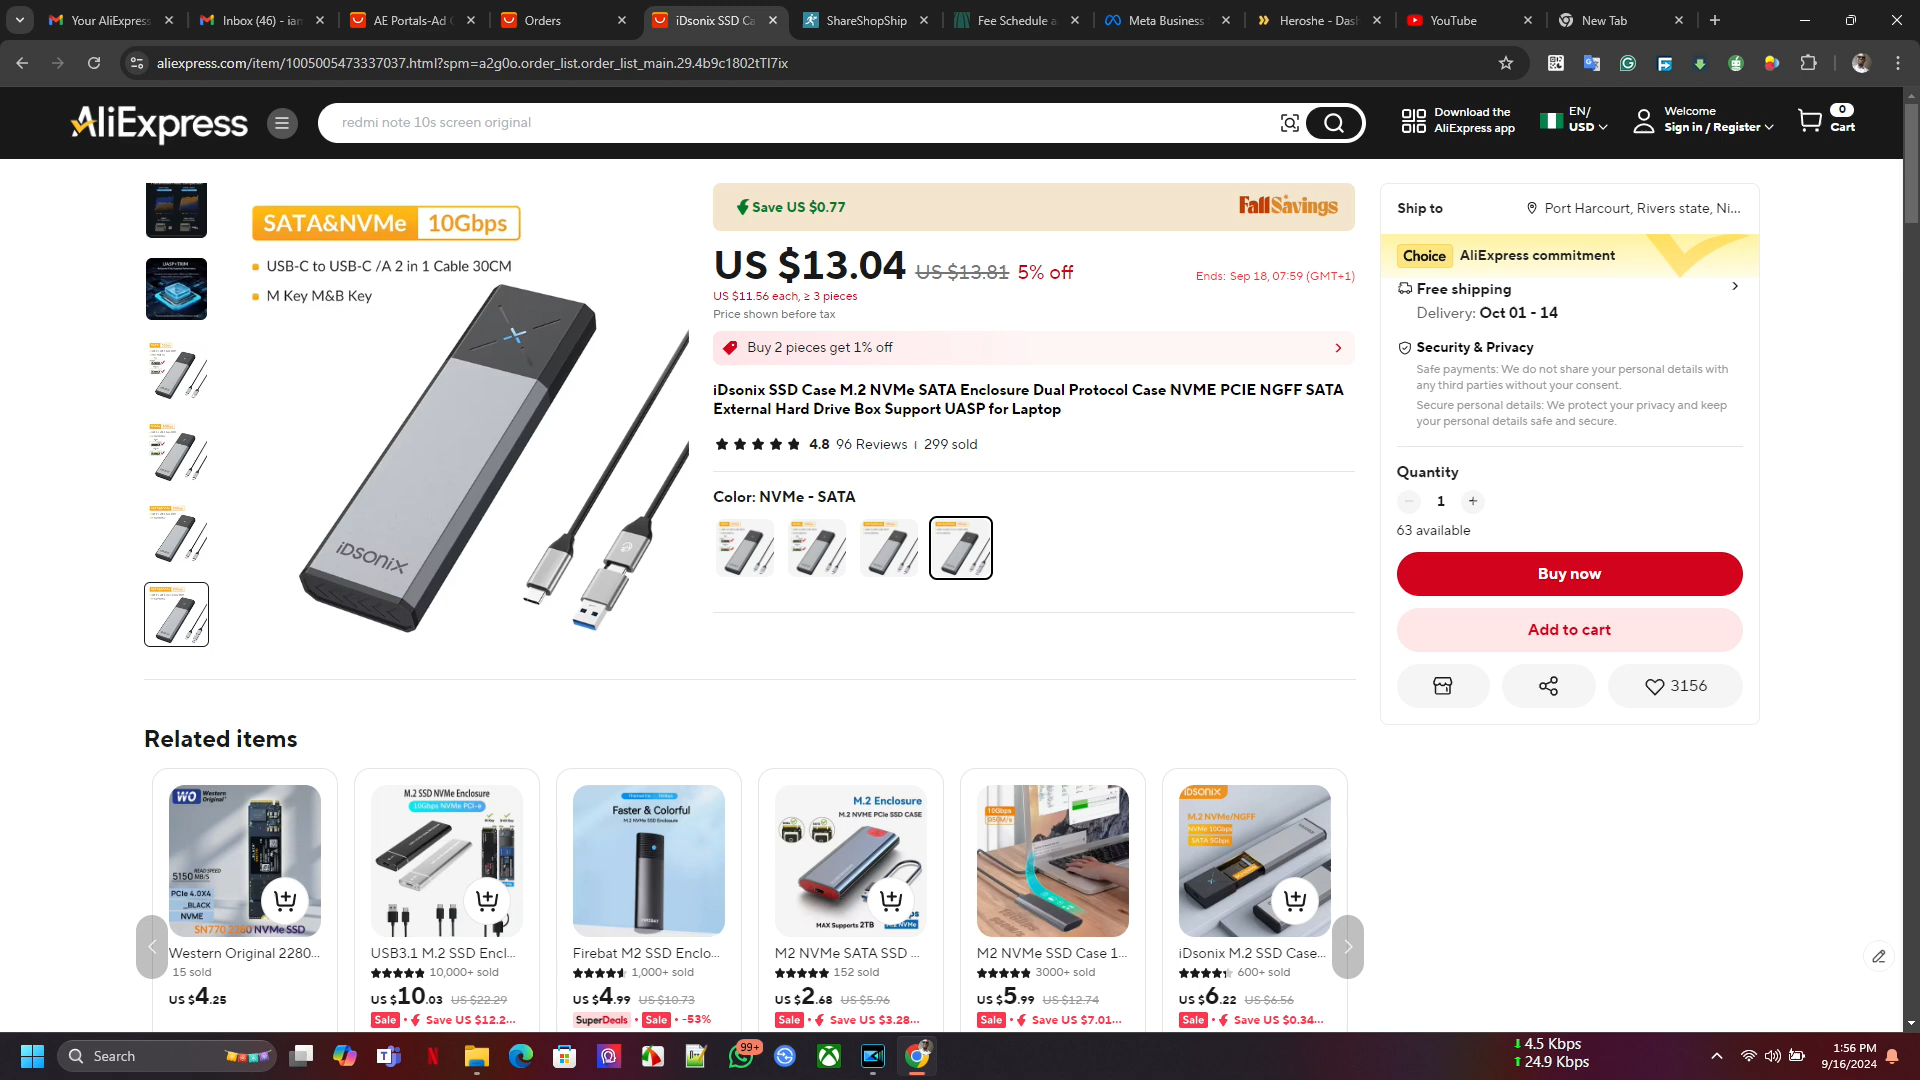 Your AliExpress
Inbox (46) - ian
AE Portals-Ad
Orders
iDsonix SSD Ca
ShareShopShip
Fee Schedule a
Meta Business
Heroshe - Dash
YouTube
New Tab
aliexpress.com/item/1005005473337037.html?spm=a2g0o.order_list.order_list_main.29.4b9c1802tTI7ix
AliExpress
redmi note 10s screen original
Download the
AliExpress app
EN/
USD
Welcome
Sign in / Register
0
Cart
SATA&NVMe 10Gbps
USB-C to USB-C /A 2 in 1 Cable 30CM
M Key M&B Key
iDsonix
UASP+TRIM
Save US $0.77
Fall Savings
US $13.04 US $13.81 5% off
Ends: Sep 18, 07:59 (GMT+1)
US $11.56 each, ≥ 3 pieces
Price shown before tax
Buy 2 pieces get 1% off
iDsonix SSD Case M.2 NVMe SATA Enclosure Dual Protocol Case NVME PCIE NGFF SATA
External Hard Drive Box Support UASP for Laptop
4.8 96 Reviews | 299 sold
Color: NVMe - SATA
Ship to
Port Harcourt, Rivers state, Ni...
Choice AliExpress commitment
Free shipping
Delivery: Oct 01 - 14
Security & Privacy
Safe payments: We do not share your personal details with
any third parties without your consent.
Secure personal details: We protect your privacy and keep
your personal details safe and secure.
Quantity
1
63 available
Buy now
Add to cart
3156
Related items
WO Western Original
READ SPEED
5150 MB/S
PCIe 4.0X4
_BLACK
NVME
SN770 2280 NVMe SSD
Western Original 2280...
15 sold
US $4.25
M.2 SSD NVMe Enclosure
10Gbps NVMe PCI-e
USB3.1 M.2 SSD Encl...
10,000+ sold
US $10.03 US $22.29
Sale Save US $12.2...
Faster & Colorful
M.2 NVMe SSD Enclosure
Firebat M2 SSD Enclo...
1,000+ sold
US $4.99 US $10.73
SuperDeals Sale -53%
M.2 Enclosure
M.2 NVME PCIe SSD CASE
MAX Supports 2TB
M2 NVMe SATA SSD ...
152 sold
US $2.68 US $5.96
Sale Save US $3.28...
10Gbps
950M/s
M2 NVMe SSD Case 1...
3000+ sold
US $5.99 US $12.74
Sale Save US $7.01...
iDSONIX
M.2 NVMe/NGFF
NVMe 10Gbps
SATA 5Gbps
iDsonix M.2 SSD Case...
600+ sold
US $6.22 US $6.56
Sale Save US $0.34...
Search
99+
4.5 Kbps
24.9 Kbps
1:56 PM
9/16/2024